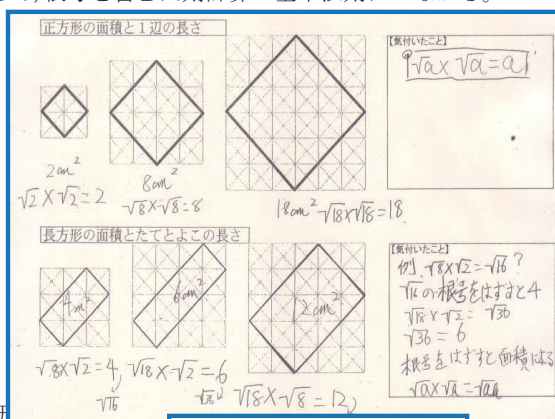 正方形の面積と1辺の長さ
【気付いたこと】
√a×√a=a
2cm²
√2×√2=2
8cm²
√8×√8=8
18cm² √18×√18=18
長方形の面積とたてとよこの長さ
【気付いたこと】
例. √8×√2=√16?
√16の根号をはずすと4
√18×√2=√36
√36=6
根号をはずすと面積になる
4cm²
6cm²
12cm²
√8×√2=4
√16
√18×√2=6
√36
√18×√8=12